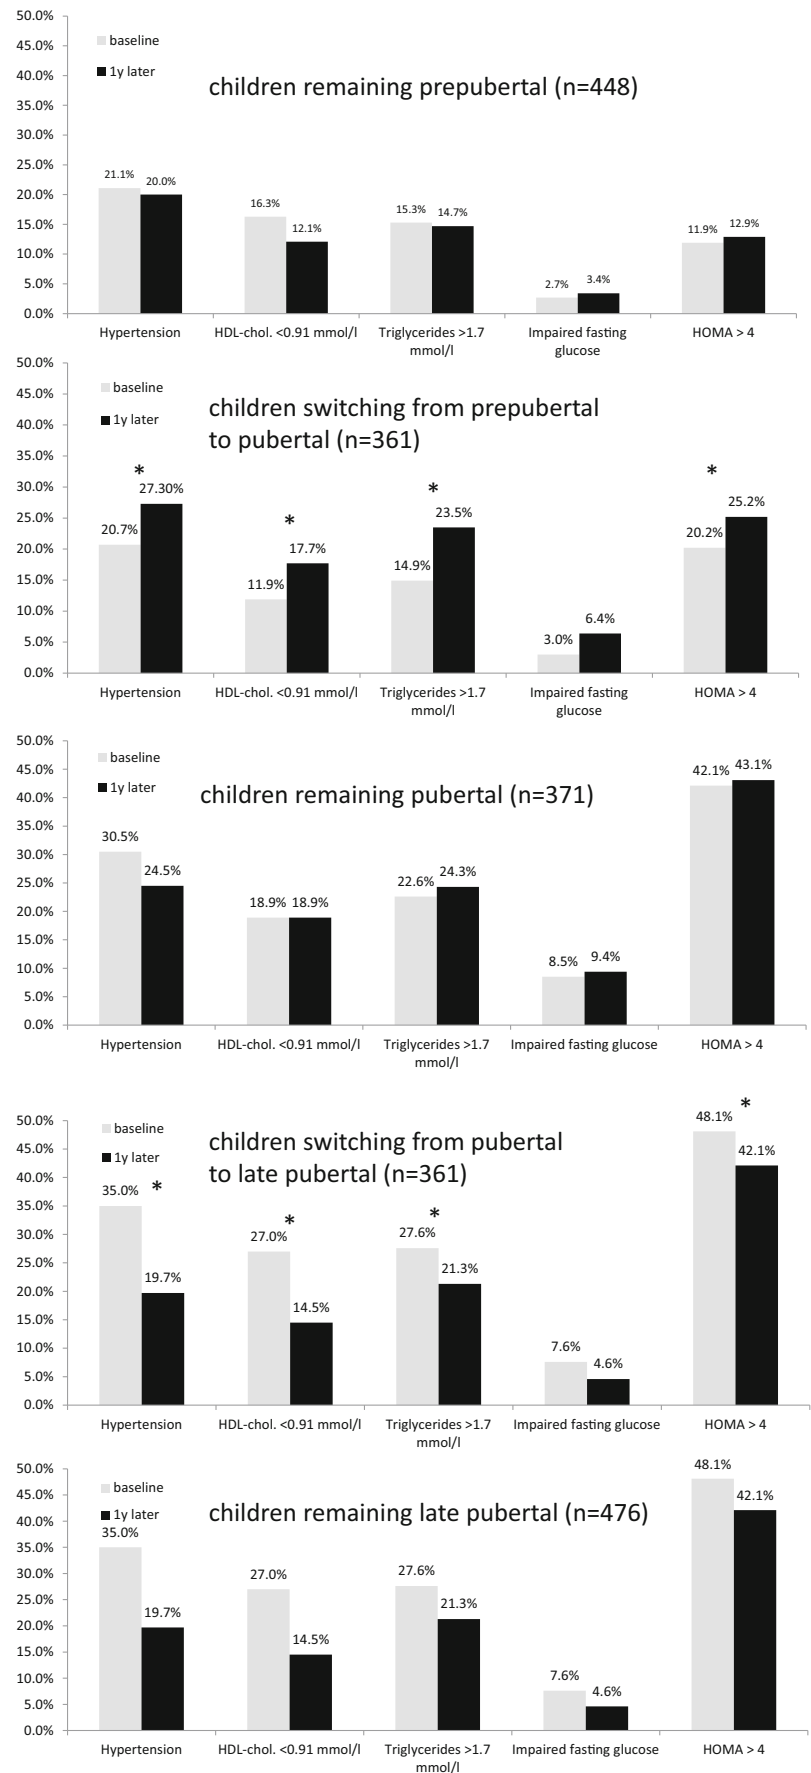 50.0%
45.0%
40.0%
35.0%
30.0%
25.0%
20.0%
15.0%
10.0%
5.0%
0.0%
baseline
1y later
children remaining prepubertal (n=448)
21.1% 20.0%
16.3% 12.1%
15.3% 14.7%
2.7% 3.4%
11.9% 12.9%
Hypertension
HDL-chol. <0.91 mmol/l
Triglycerides >1.7
mmol/l
Impaired fasting
glucose
HOMA > 4
50.0%
45.0%
40.0%
35.0%
30.0%
25.0%
20.0%
15.0%
10.0%
5.0%
0.0%
baseline
1y later
children switching from prepubertal
to pubertal (n=361)
*
20.7% 27.30%
*
11.9% 17.7%
*
14.9% 23.5%
3.0% 6.4%
*
20.2% 25.2%
Hypertension
HDL-chol. <0.91 mmol/l
Triglycerides >1.7
mmol/l
Impaired fasting
glucose
HOMA > 4
50.0%
45.0%
40.0%
35.0%
30.0%
25.0%
20.0%
15.0%
10.0%
5.0%
0.0%
baseline
1y later
children remaining pubertal (n=371)
30.5% 24.5%
18.9% 18.9%
22.6% 24.3%
8.5% 9.4%
42.1% 43.1%
Hypertension
HDL-chol. <0.91 mmol/l
Triglycerides >1.7
mmol/l
Impaired fasting glucose
HOMA > 4
50.0%
45.0%
40.0%
35.0%
30.0%
25.0%
20.0%
15.0%
10.0%
5.0%
0.0%
baseline
1y later
children switching from pubertal
to late pubertal (n=361)
35.0% * 19.7%
*
27.0% 14.5%
*
27.6% 21.3%
7.6% 4.6%
*
48.1% 42.1%
Hypertension
HDL-chol. <0.91 mmol/l
Triglycerides >1.7
mmol/l
Impaired fasting glucose
HOMA > 4
50.0%
45.0%
40.0%
35.0%
30.0%
25.0%
20.0%
15.0%
10.0%
5.0%
0.0%
baseline
1y later
children remaining late pubertal (n=476)
35.0% 19.7%
27.0% 14.5%
27.6% 21.3%
7.6% 4.6%
48.1% 42.1%
Hypertension
HDL-chol. <0.91 mmol/l
Triglycerides >1.7
mmol/l
Impaired fasting glucose
HOMA > 4